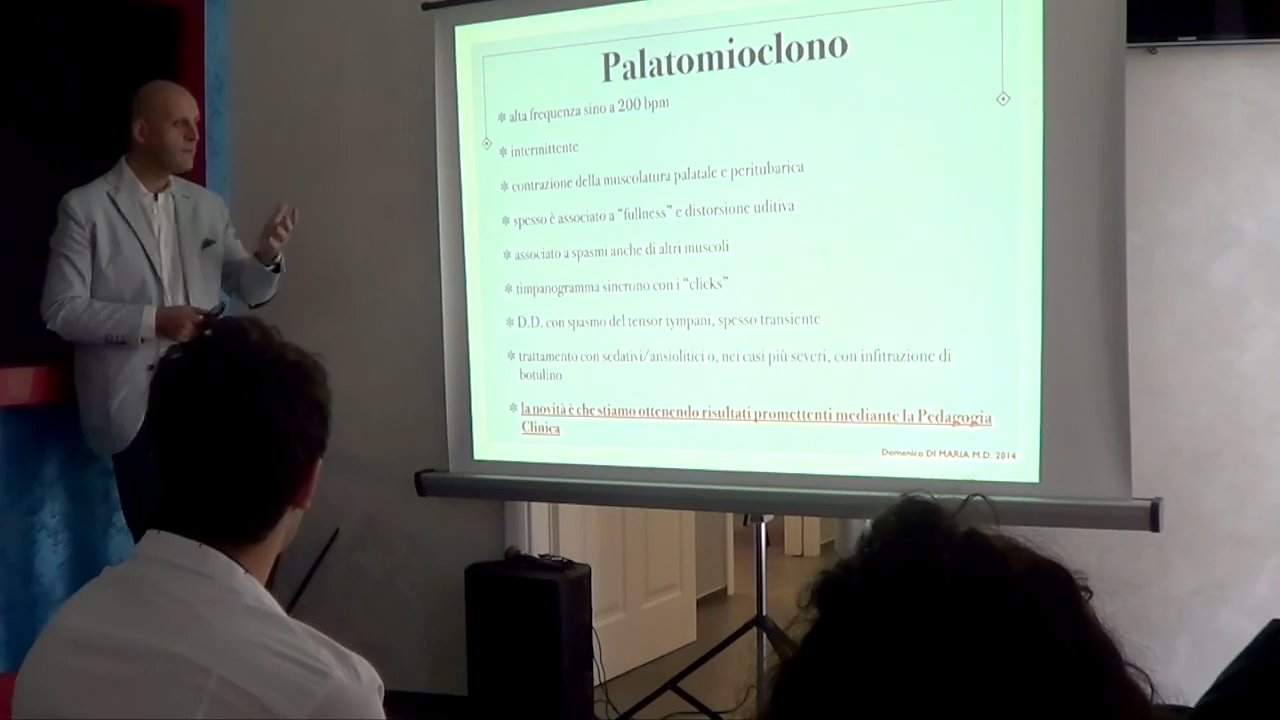 Palatomioclono
* alta frequenza sino a 200 bpm
* intermittente
* contrazione della muscolatura palatale e peritubarica
* spesso è associato a “fullness” e distorsione uditiva
* associato a spasmi anche di altri muscoli
* timpanogramma sincrono con i “clicks”
* D.D. con spasmo del tensor tympani, spesso transiente
* trattamento con sedativi/ansiolitici o, nei casi più severi, con infitrazione di
botulino
* la novità è che stiamo ottenendo risultati promettenti mediante la Pedagogia
Clinica
Domenico DI MARIA M.D. 2014